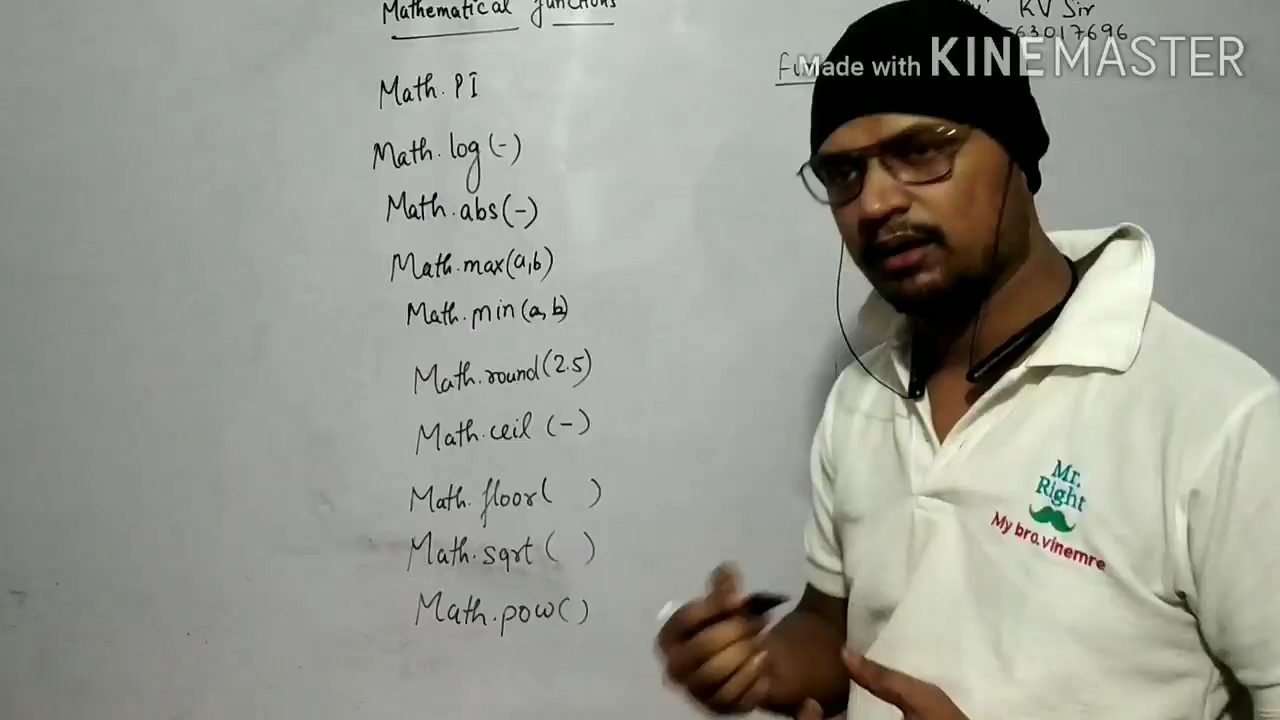 Mathematical functions
KV Sir
63017696
Made with KINEMASTER
Math.PI
Math.log(-)
Math.abs(-)
Math.max(a,b)
Math.min(a,b)
Math.round(2.5)
Math.ceil (-)
Math.floor( )
Math.sqrt ( )
Math.pow()
Mr.
Right
My bro.vinemre